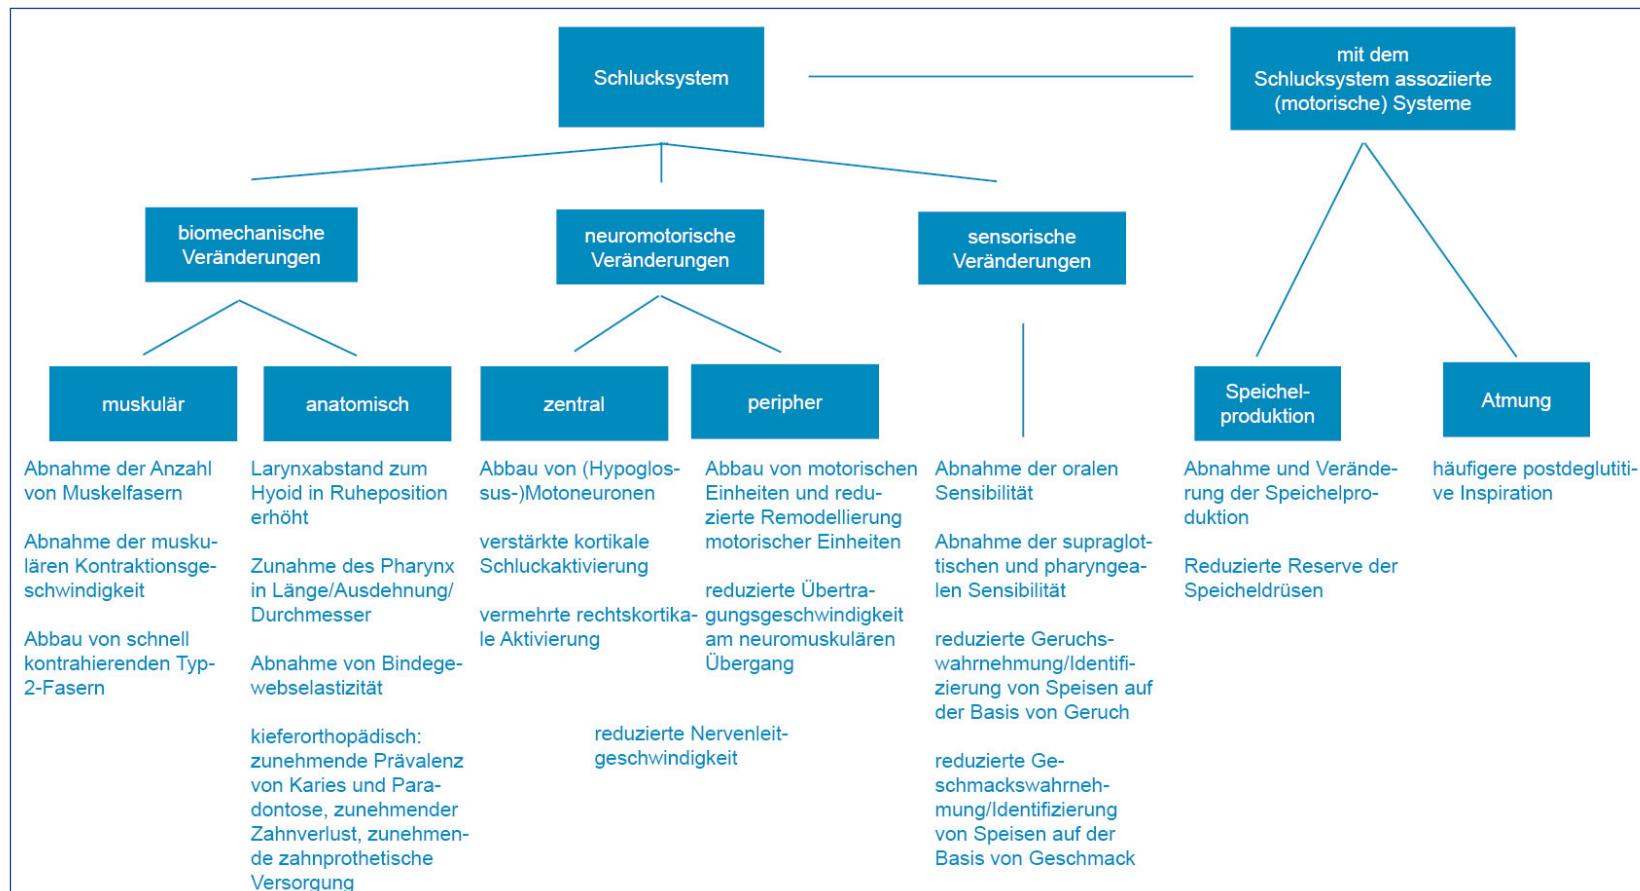 Schlucksystem
mit dem
Schlucksystem assoziierte
(motorische) Systeme
biomechanische
Veränderungen
neuromotorische
Veränderungen
sensorische
Veränderungen
muskulär
anatomisch
zentral
peripher
Speichel-
produktion
Atmung
Abnahme der Anzahl
von Muskelfasern
Abnahme der musku-
lären Kontraktionsge-
schwindigkeit
Abbau von schnell
kontrahierenden Typ-
2-Fasern
Larynxabstand zum
Hyoid in Ruheposition
erhöht
Zunahme des Pharynx
in Länge/Ausdehnung/
Durchmesser
Abnahme von Bindege-
webselastizität
kieferorthopädisch:
zunehmende Prävalenz
von Karies und Para-
dontose, zunehmender
Zahnverlust, zunehmen-
de zahnprothetische
Versorgung
Abbau von (Hypoglos-
sus-)Motoneuronen
verstärkte kortikale
Schluckaktivierung
vermehrte rechtskortika-
le Aktivierung
Abbau von motorischen
Einheiten und redu-
zierte Remodellierung
motorischer Einheiten
reduzierte Übertra-
gungsgeschwindigkeit
am neuromuskulären
Übergang
reduzierte Nervenleit-
geschwindigkeit
Abnahme der oralen
Sensibilität
Abnahme der supraglot-
tischen und pharyngea-
len Sensibilität
reduzierte Geruchs-
wahrnehmung/Identifi-
zierung von Speisen auf
der Basis von Geruch
reduzierte Ge-
schmackswahrneh-
mung/Identifizierung
von Speisen auf der
Basis von Geschmack
Abnahme und Verände-
rung der Speichelpro-
duktion
Reduzierte Reserve der
Speicheldrüsen
häufigere postdeglutiti-
ve Inspiration